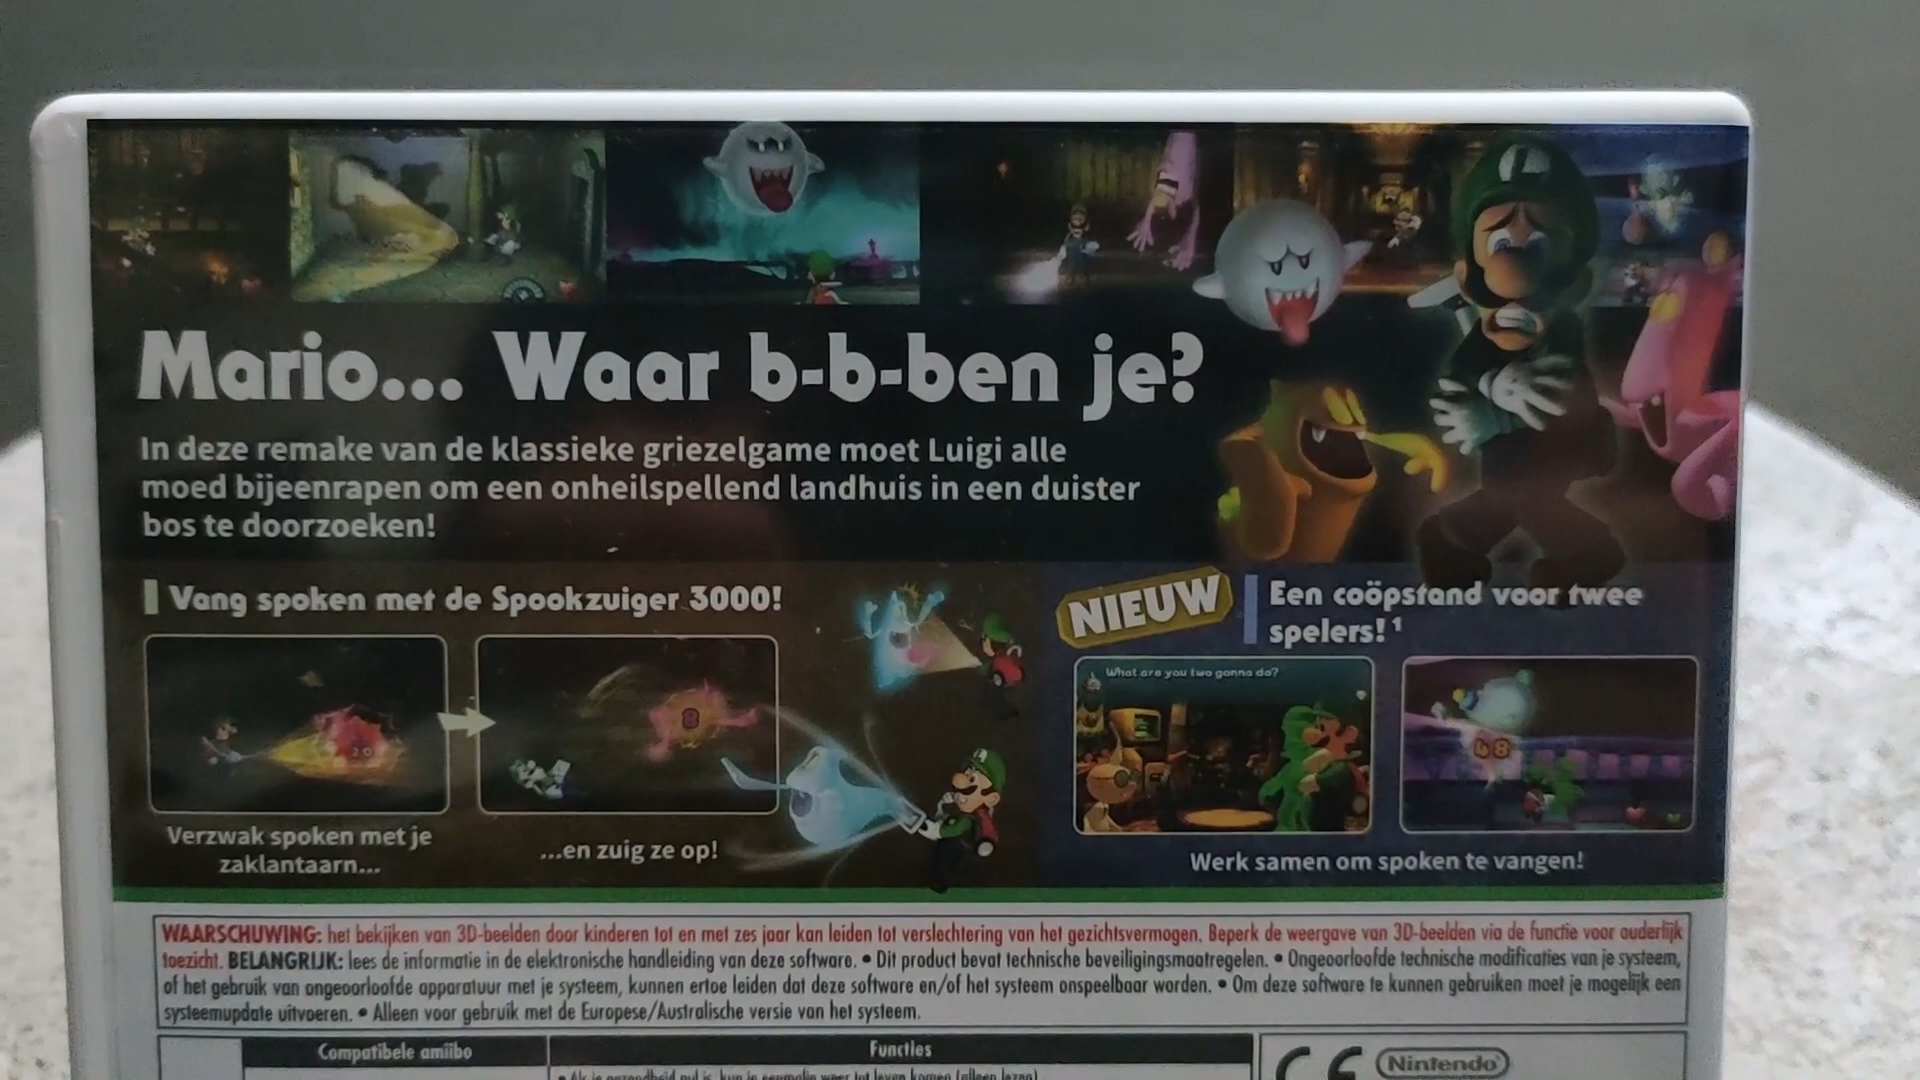 Mario... Waar b-b-ben je?
In deze remake van de klassieke griezelgame moet Luigi alle
moed bijeenrapen om een onheilspellend landhuis in een duister
bos te doorzoeken!
Vang spoken met de Spookzuiger 3000!
20
8
Verzwak spoken met je
zaklantaarn...
...en zuig ze op!
NIEUW
Een coöpstand voor twee
spelers!¹
What are you two gonna do?
48
Werk samen om spoken te vangen!
WAARSCHUWING: het bekijken van 3D-beelden door kinderen tot en met zes jaar kan leiden tot verslechtering van het gezichtsvermogen. Beperk de weergave van 3D-beelden via de functie voor ouderlijk
toezicht. BELANGRIJK: lees de informatie in de elektronische handleiding van deze software. • Dit product bevat technische beveiligingsmaatregelen. • Ongeoorloofde technische modificaties van je systeem,
of het gebruik van ongeoorloofde apparatuur met je systeem, kunnen ertoe leiden dat deze software en/of het systeem onspeelbaar worden. • Om deze software te kunnen gebruiken moet je mogelijk een
systeemupdate uitvoeren. • Alleen voor gebruik met de Europese/Australische versie van het systeem.
Compatibele amiibo
Functies
CE
Nintendo